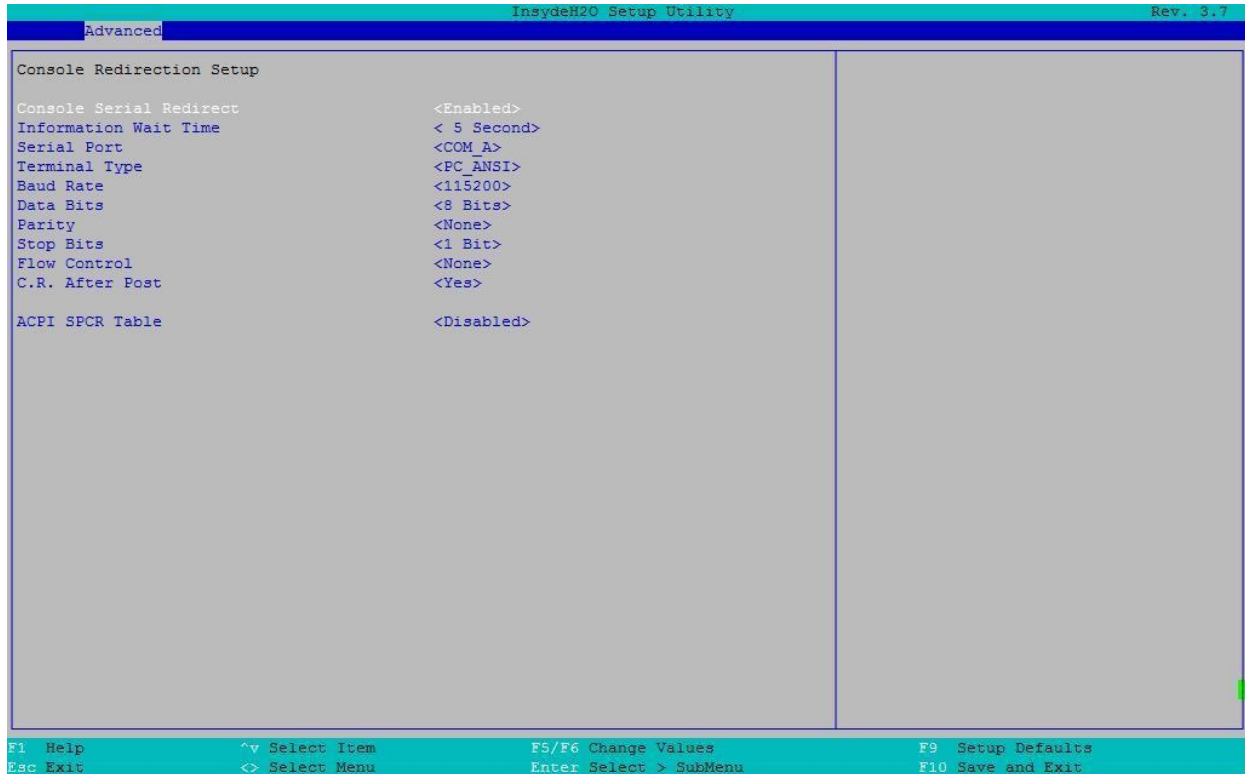 InsydeH2O Setup Utility Rev. 3.7
Advanced
Console Redirection Setup
Console Serial Redirect <Enabled>
Information Wait Time < 5 Second>
Serial Port <COM_A>
Terminal Type <PC_ANSI>
Baud Rate <115200>
Data Bits <8 Bits>
Parity <None>
Stop Bits <1 Bit>
Flow Control <None>
C.R. After Post <Yes>
ACPI SPCR Table <Disabled>
F1 Help ^v Select Item F5/F6 Change Values F9 Setup Defaults
Esc Exit <> Select Menu Enter Select > SubMenu F10 Save and Exit